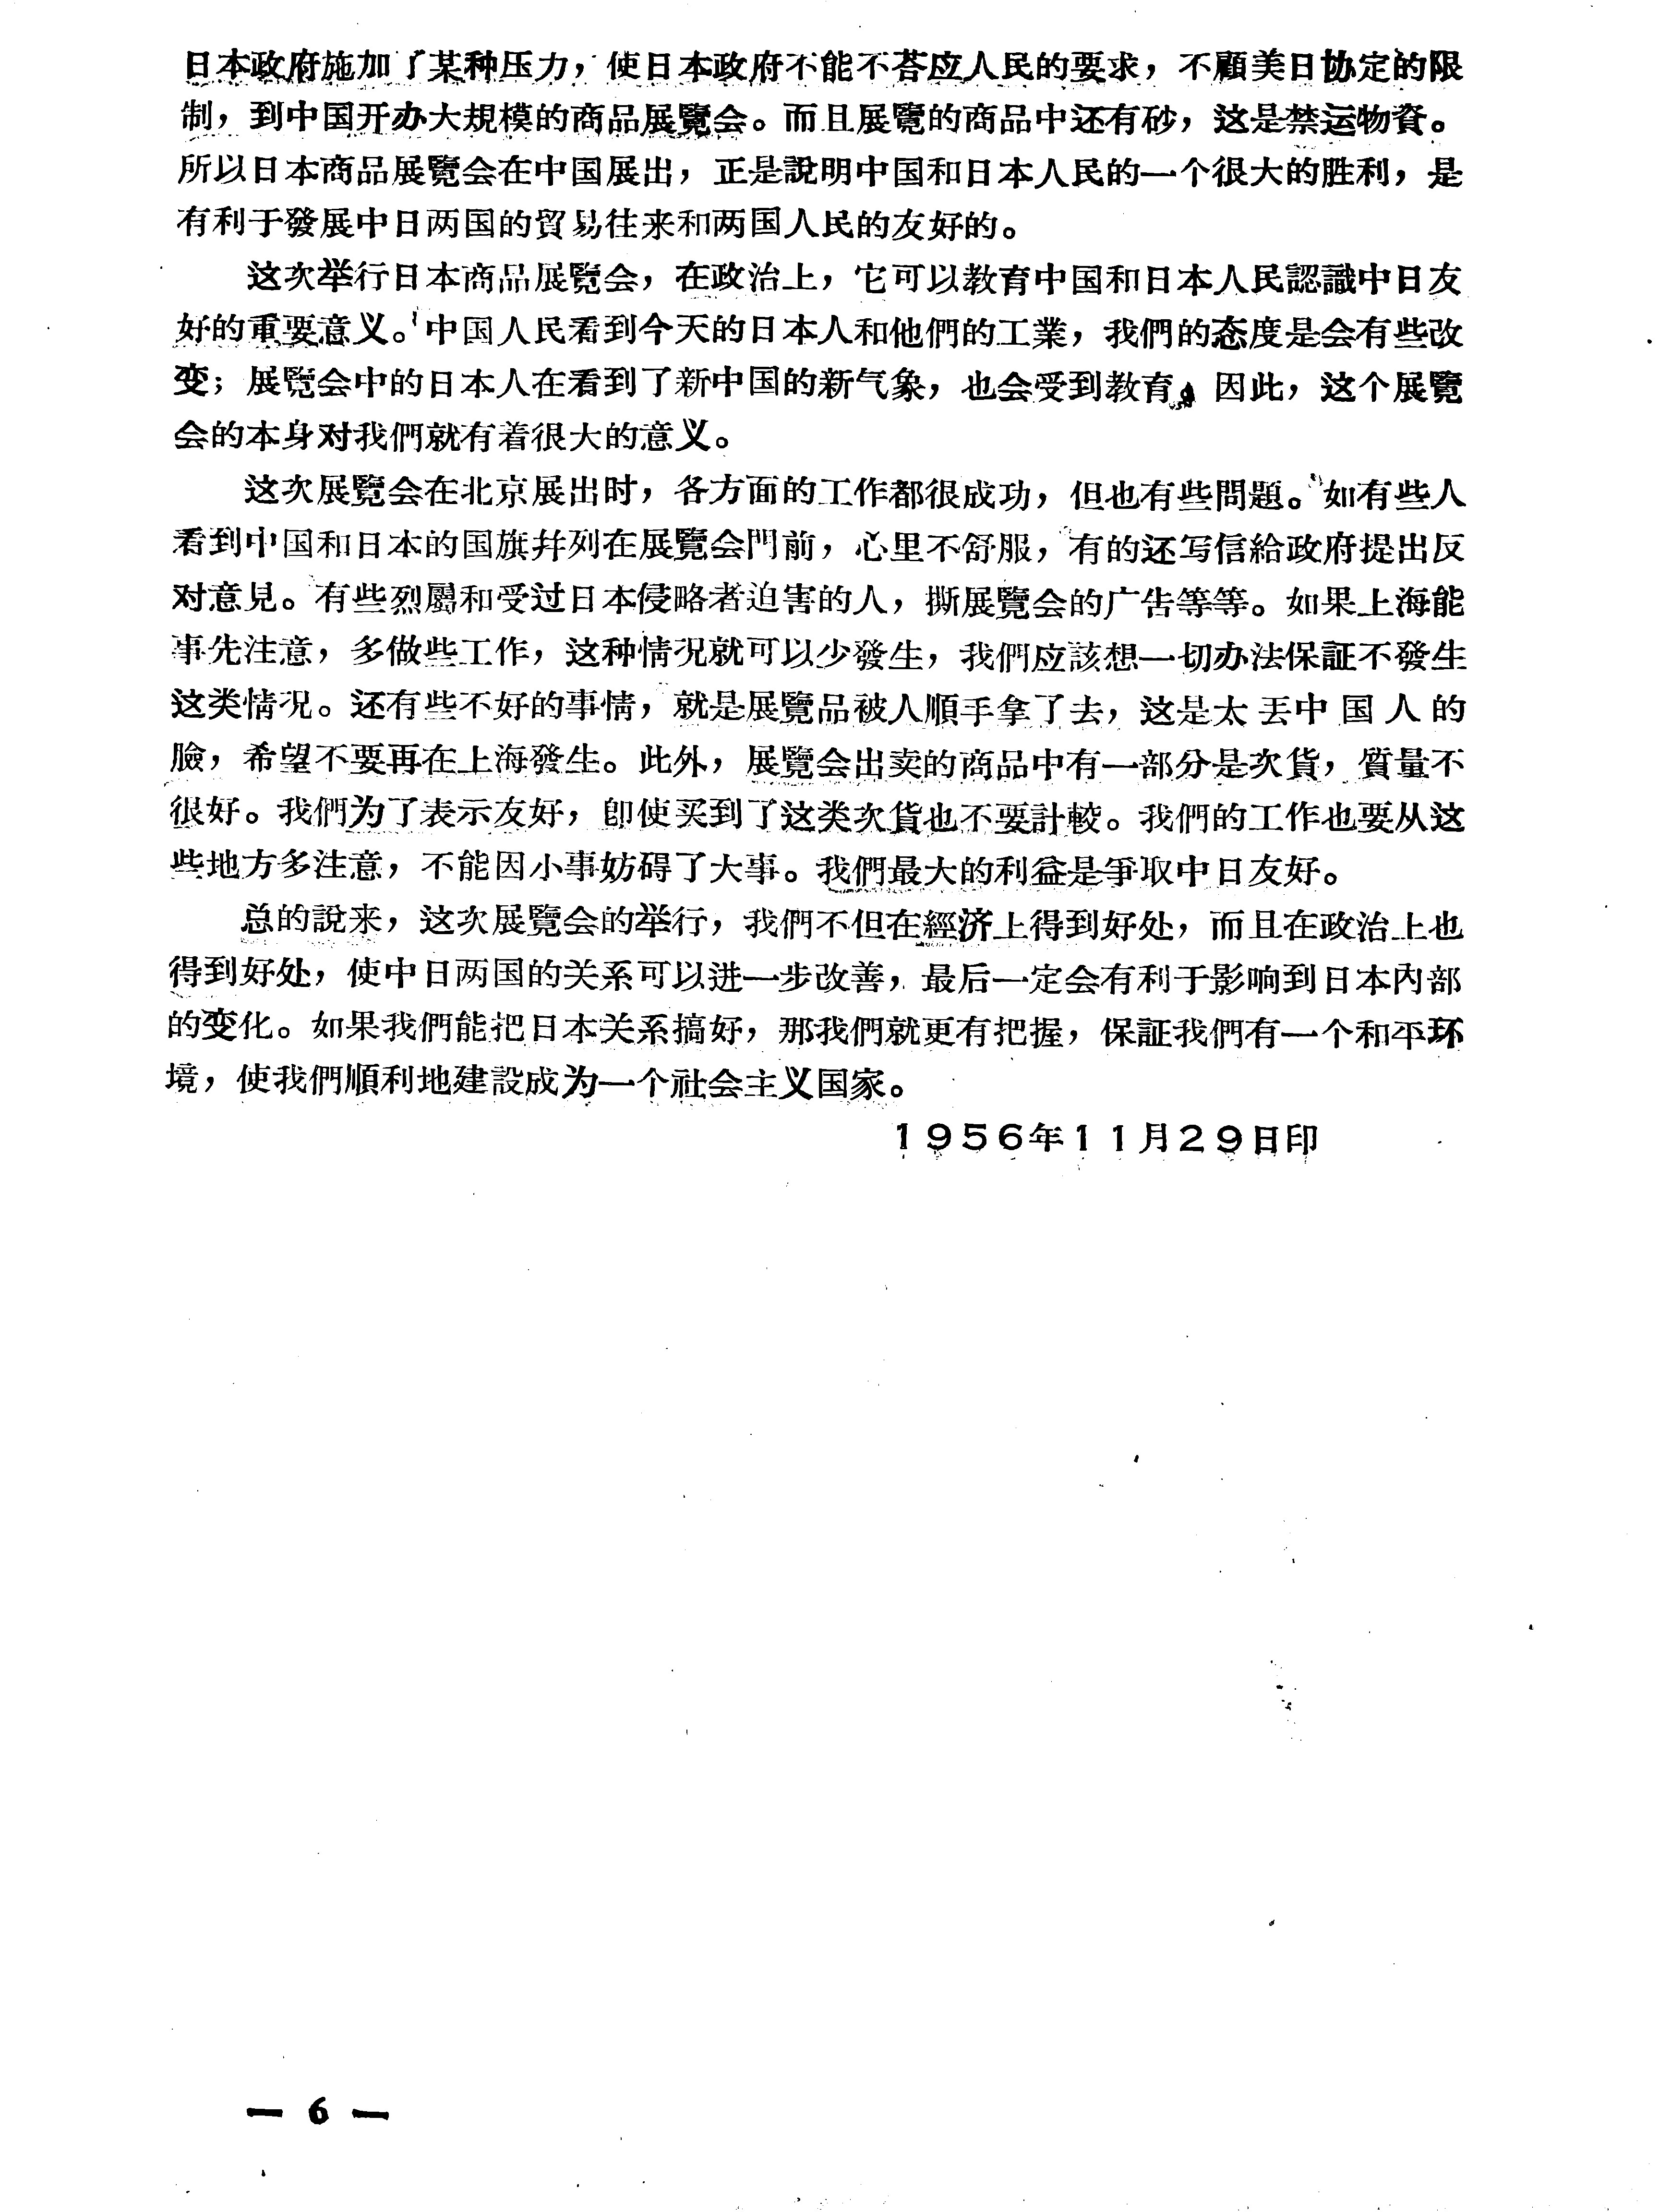 日本政府施加了某种压力，使日本政府不能不荅应人民的要求，不顧美日协定的限
制，到中国开办大規模的商品展覽会。而且展覽的商品中还有砂，这是禁运物資。
所以日本商品展覽会在中国展出，正是說明中国和日本人民的一个很大的胜利，是
有利于發展中日两国的貿易往来和两国人民的友好的。
这次举行日本商品展覽会，在政治上，它可以教育中国和日本人民認識中日友
好的重要意义。中国人民看到今天的日本人和他們的工業，我們的态度是会有些改
变；展覽会中的日本人在看到了新中国的新气象，也会受到教育。因此，这个展覽
会的本身对我們就有着很大的意义。
这次展覽会在北京展出时，各方面的工作都很成功，但也有些問題。如有些人
看到中国和日本的国旗幷列在展覽会門前，心里不舒服，有的还写信給政府提出反
对意見。有些烈屬和受过日本侵略者迫害的人，撕展覽会的广告等等。如果上海能
事先注意，多做些工作，这种情况就可以少發生，我們应該想一切办法保証不發生
这类情况。还有些不好的事情，就是展覽品被人順手拿了去，这是太丟中国人的
臉，希望不要再在上海發生。此外，展覽会出卖的商品中有一部分是次貨，質量不
很好。我們为了表示友好，卽使买到了这类次貨也不要計較。我們的工作也要从这
些地方多注意，不能因小事妨碍了大事。我們最大的利益是爭取中日友好。
总的說来，这次展覽会的举行，我們不但在經济上得到好处，而且在政治上也
得到好处，使中日两国的关系可以进一步改善，最后一定会有利于影响到日本內部
的变化。如果我們能把日本关系搞好，那我們就更有把握，保証我們有一个和平环
境，使我們順利地建設成为一个社会主义国家。
1956年11月29日印
— 6 —